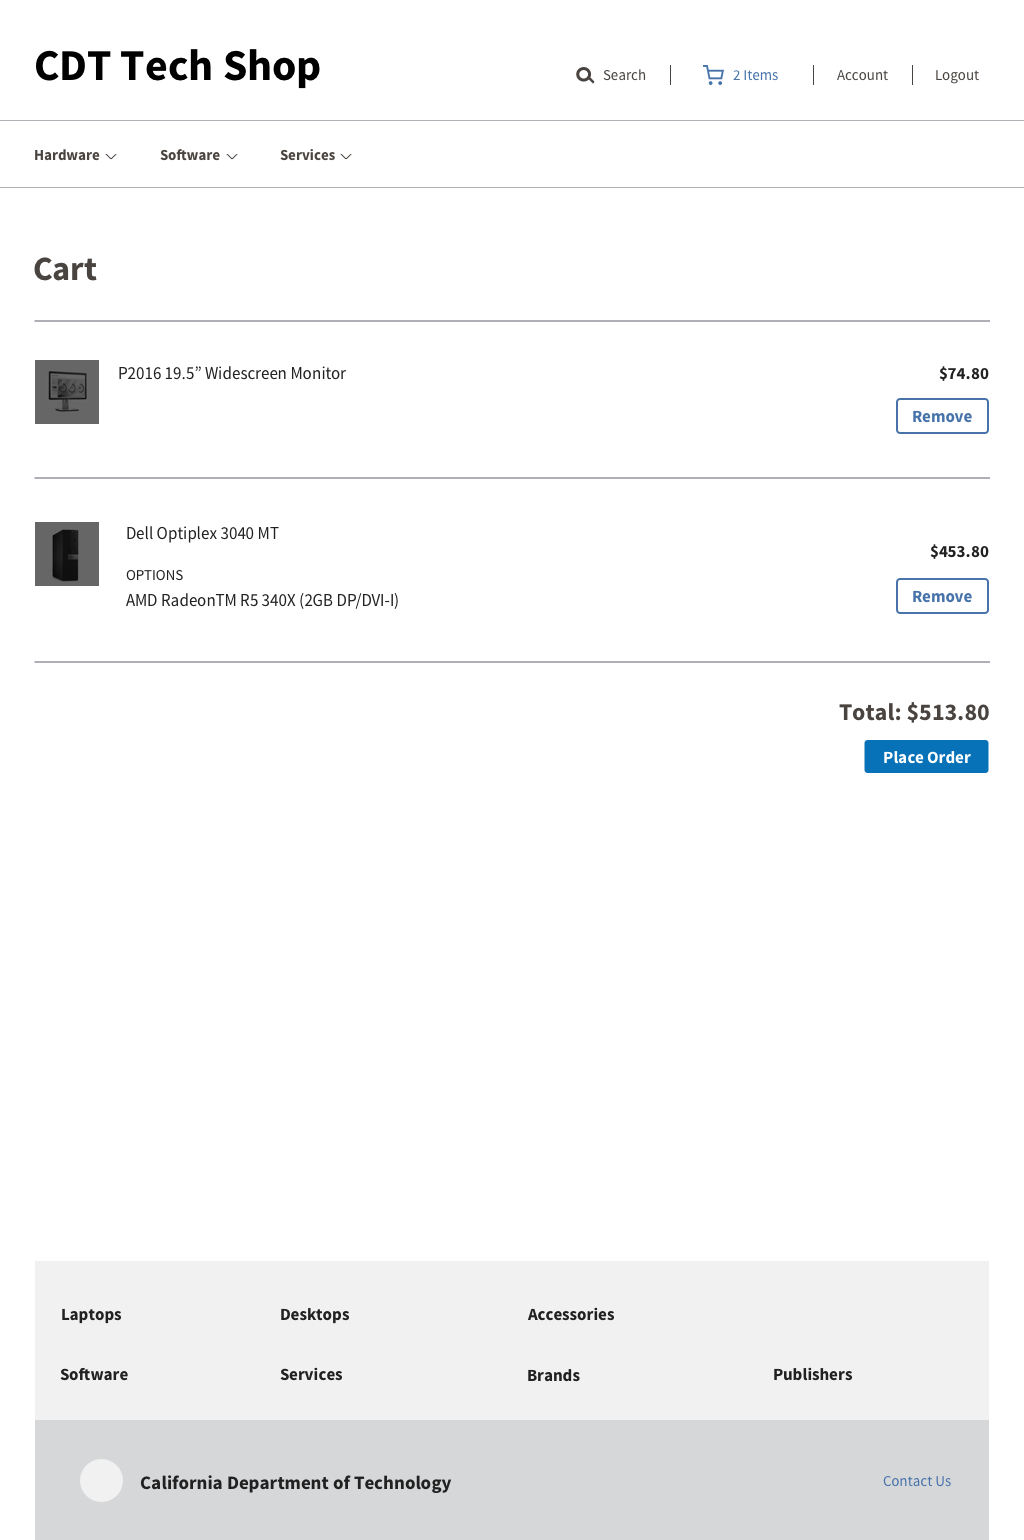 CDT Tech Shop
Search
2 Items
Account
Logout
Hardware
Software
Services
Cart
P2016 19.5” Widescreen Monitor
$74.80
Remove
Dell Optiplex 3040 MT
$453.80
OPTIONS
AMD RadeonTM R5 340X (2GB DP/DVI-I)
Remove
Total: $513.80
Place Order
Laptops
Desktops
Accessories
Software
Services
Brands
Publishers
California Department of Technology
Contact Us